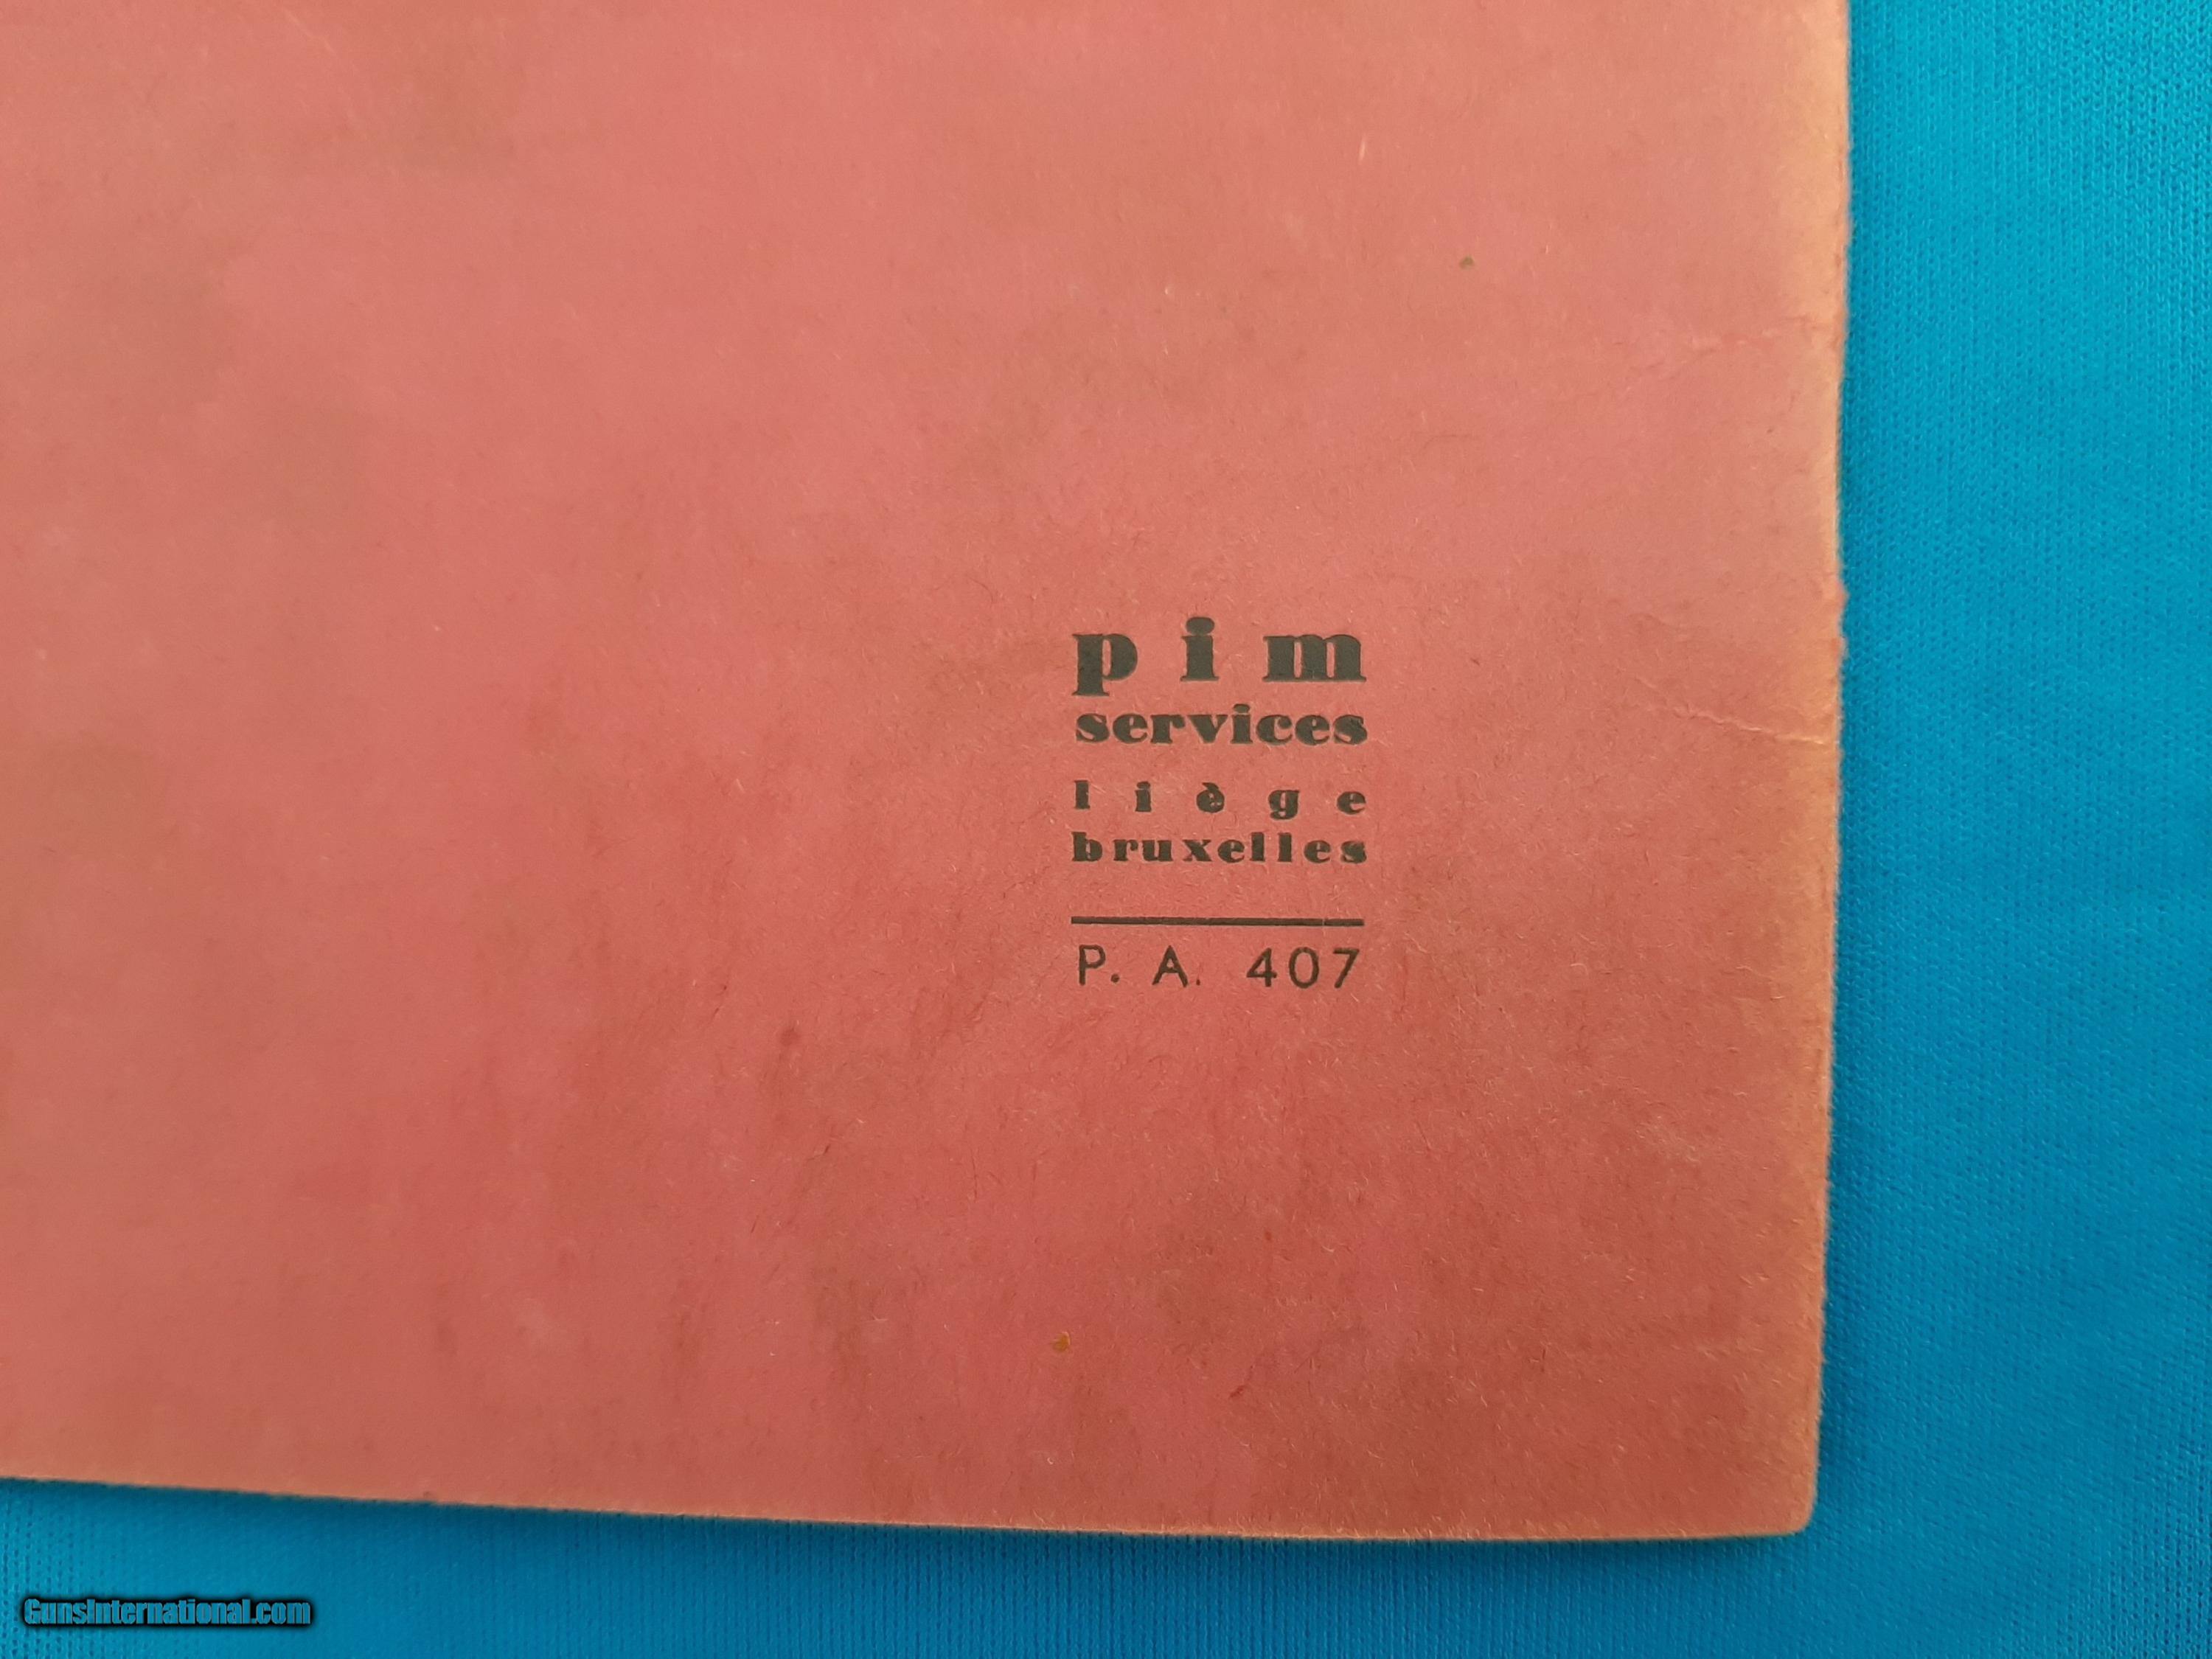 pim
services
liège
bruxelles
P. A. 407
GunsInternational.com